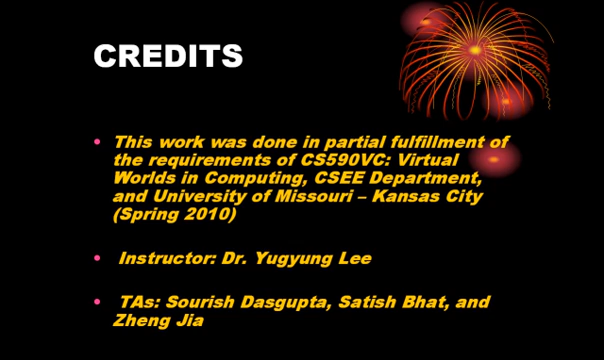 CREDITS
• This work was done in partial fulfillment of
the requirements of CS590VC: Virtual
Worlds in Computing, CSEE Department,
and University of Missouri – Kansas City
(Spring 2010)
• Instructor: Dr. Yugyung Lee
• TAs: Sourish Dasgupta, Satish Bhat, and
Zheng Jia